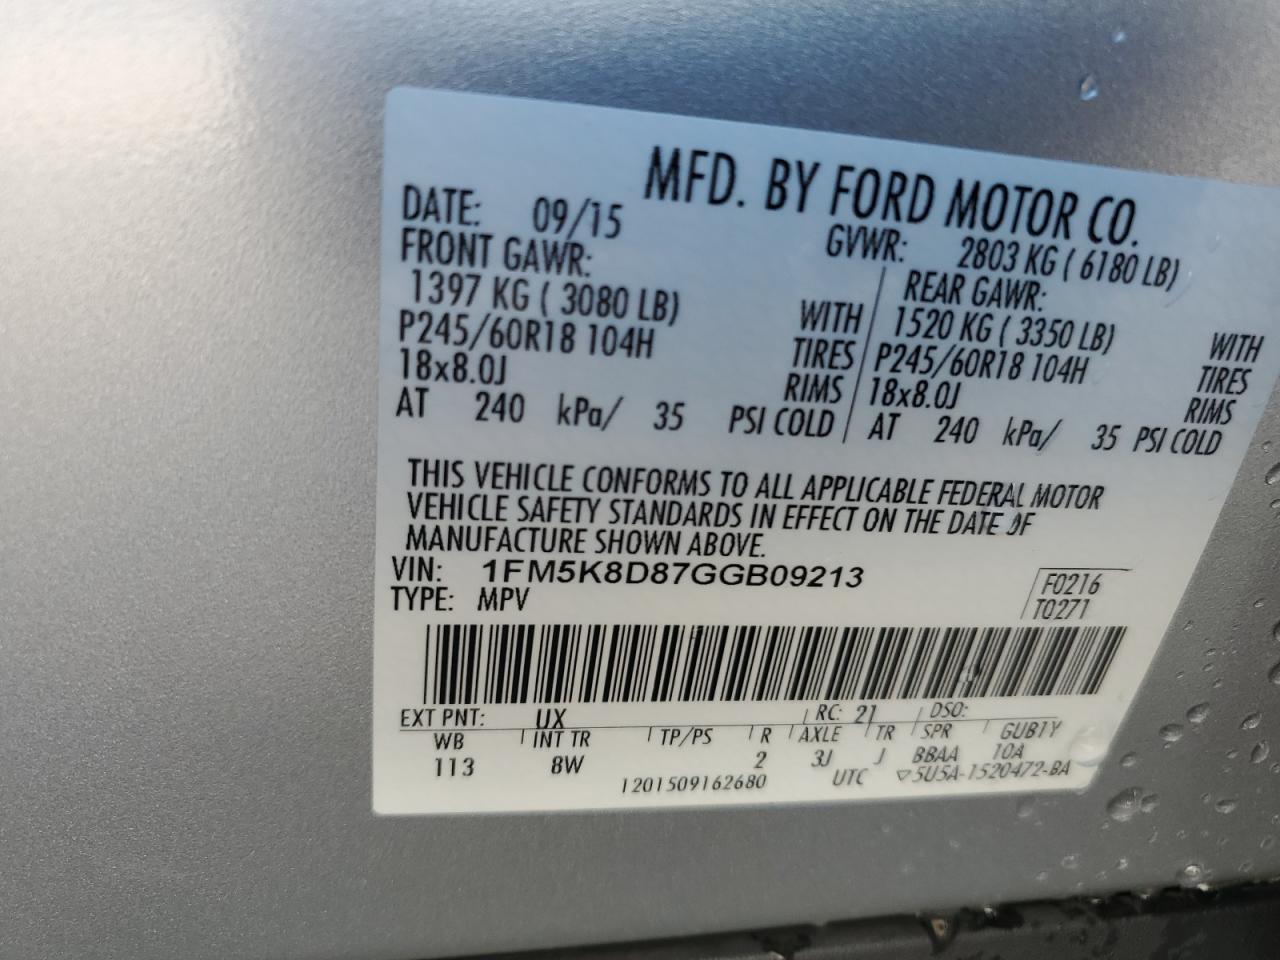 MFD. BY FORD MOTOR CO.
DATE: 09/15 GVWR: 2803 KG ( 6180 LB)
FRONT GAWR: REAR GAWR:
1397 KG ( 3080 LB) WITH 1520 KG ( 3350 LB) WITH
P245/60R18 104H TIRES P245/60R18 104H TIRES
18x8.0J RIMS 18x8.0J RIMS
AT 240 kPa/ 35 PSI COLD AT 240 kPa/ 35 PSI COLD
THIS VEHICLE CONFORMS TO ALL APPLICABLE FEDERAL MOTOR
VEHICLE SAFETY STANDARDS IN EFFECT ON THE DATE OF
MANUFACTURE SHOWN ABOVE.
VIN: 1FM5K8D87GGB09213 F0216
TYPE: MPV T0271
EXT PNT: UX RC: 21 DSO:
WB INT TR TP/PS R AXLE TR SPR GUB1Y
113 8W 2 3J J BBAA 10A
1201509162680 UTC ▽5U5A-1520472-BA